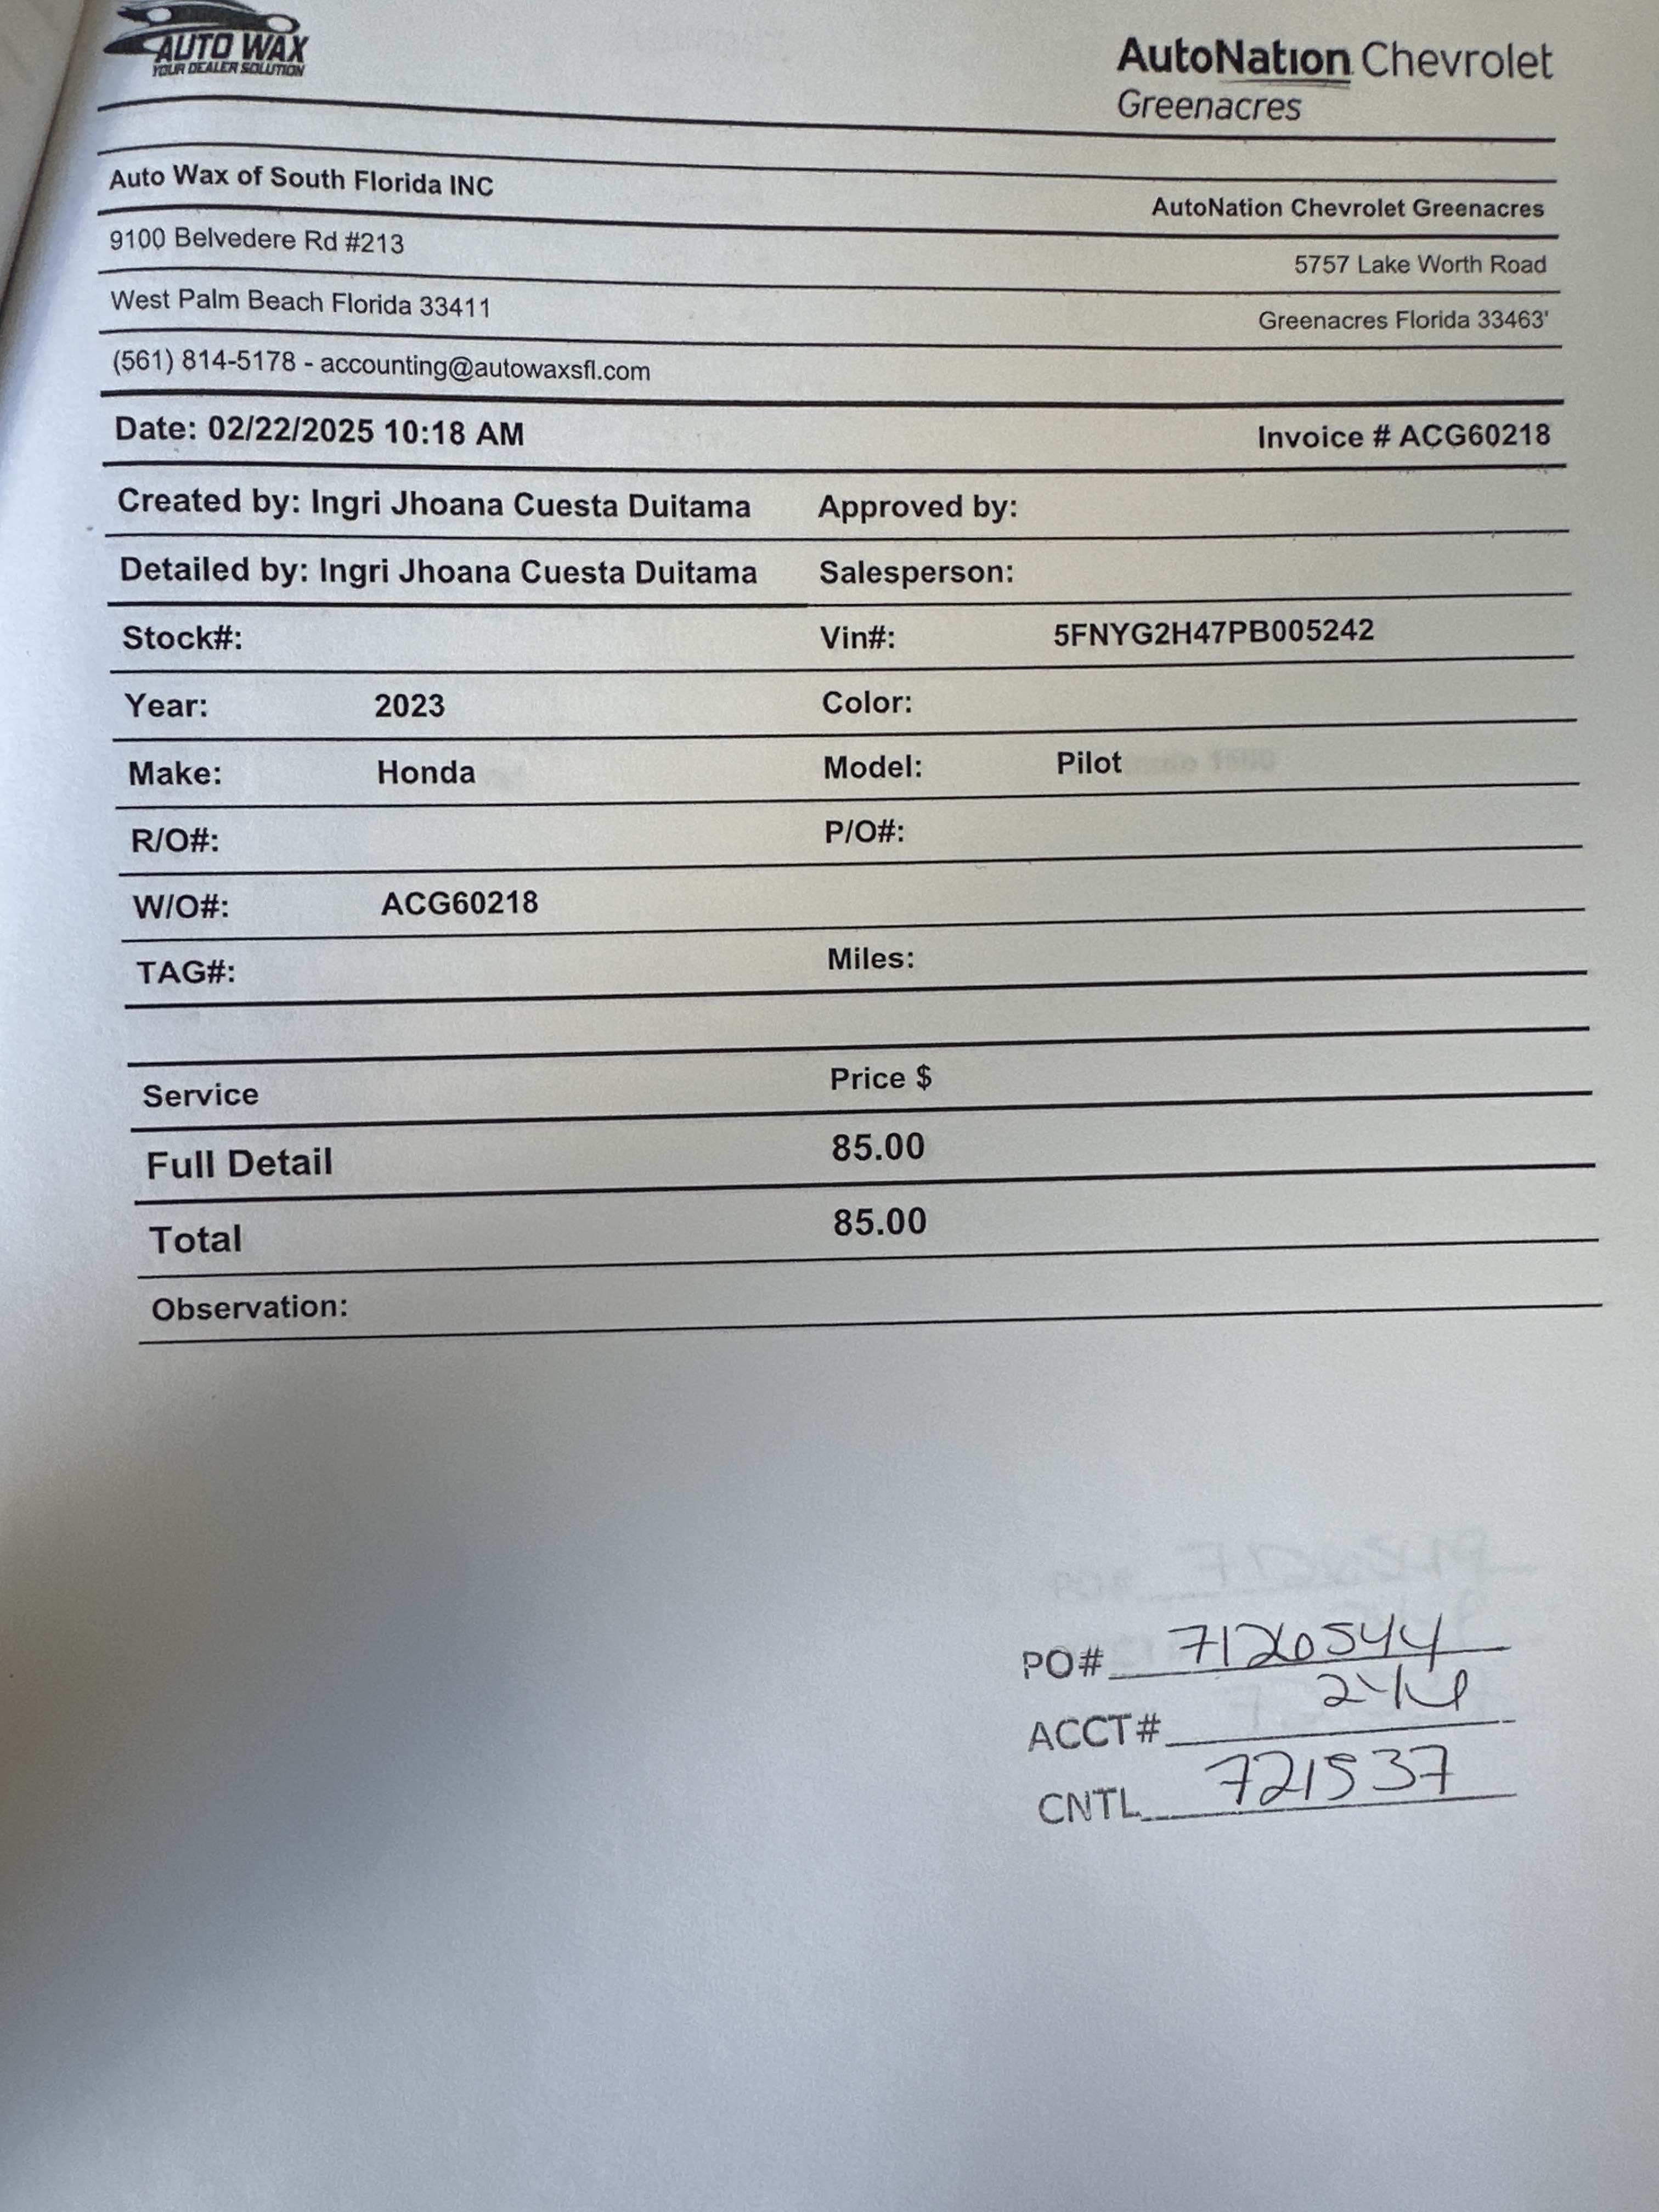 AUTO WAX
YOUR DEALER SOLUTION
AutoNation Chevrolet
Greenacres
Auto Wax of South Florida INC
AutoNation Chevrolet Greenacres
9100 Belvedere Rd #213
5757 Lake Worth Road
West Palm Beach Florida 33411
Greenacres Florida 33463'
(561) 814-5178 - accounting@autowaxsfl.com
Date: 02/22/2025 10:18 AM Invoice # ACG60218
Created by: Ingri Jhoana Cuesta Duitama Approved by:
Detailed by: Ingri Jhoana Cuesta Duitama Salesperson:
Stock#: Vin#: 5FNYG2H47PB005242
Year: 2023 Color:
Make: Honda Model: Pilot
R/O#: P/O#:
W/O#: ACG60218
TAG#: Miles:
Service Price $
Full Detail 85.00
Total 85.00
Observation:
PO# 7126544
ACCT#
CNTL 721537